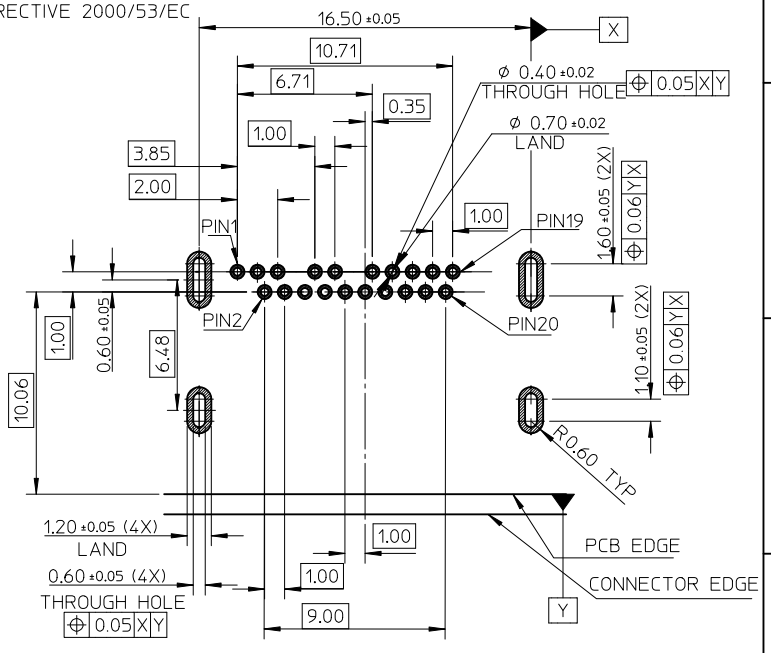 RECTIVE 2000/53/EC
16.50 ±0.05
X
10.71
6.71
⌀ 0.40 ±0.02
THROUGH HOLE
⌖ 0.05 X Y
0.35
⌀ 0.70 ±0.02
LAND
1.00
3.85
2.00
1.00
PIN1
PIN19
1.60 ±0.05 (2X)
⌖ 0.06 Y X
PIN2
PIN20
1.00
0.60 ±0.05
6.48
10.06
1.10 ±0.05 (2X)
⌖ 0.06 Y X
R0.60 TYP
1.20 ±0.05 (4X)
LAND
1.00
PCB EDGE
0.60 ±0.05 (4X)
THROUGH HOLE
⌖ 0.05 X Y
1.00
CONNECTOR EDGE
9.00
Y